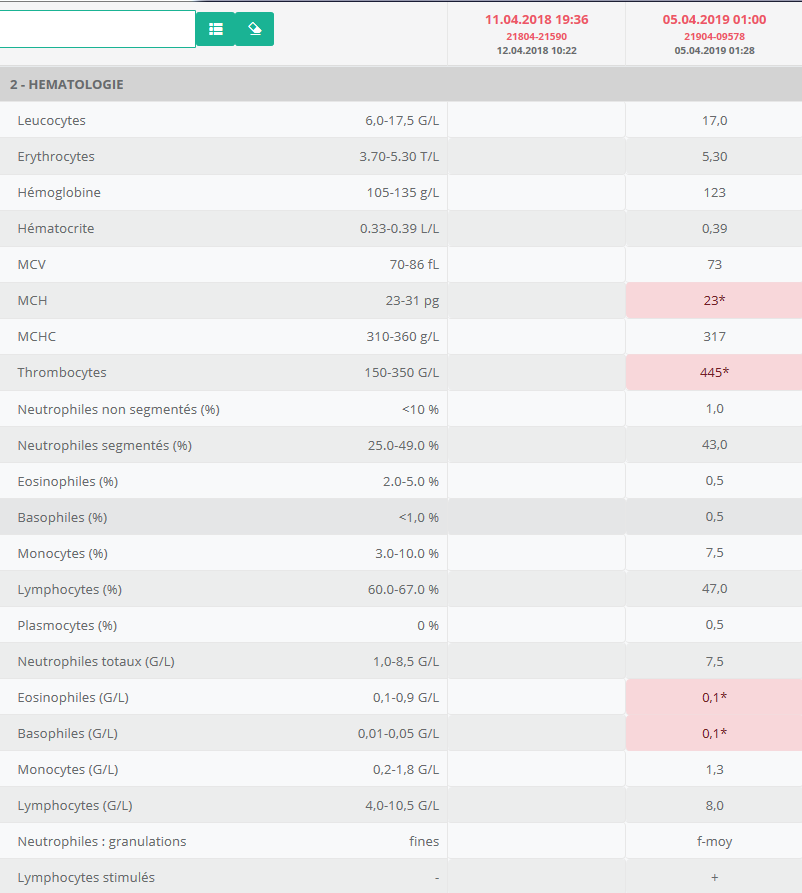 11.04.2018 19:36 05.04.2019 01:00
21804-21590 21904-09578
12.04.2018 10:22 05.04.2019 01:28
2 - HEMATOLOGIE
Leucocytes 6,0-17,5 G/L 17,0
Erythrocytes 3.70-5.30 T/L 5,30
Hémoglobine 105-135 g/L 123
Hématocrite 0.33-0.39 L/L 0,39
MCV 70-86 fL 73
MCH 23-31 pg 23*
MCHC 310-360 g/L 317
Thrombocytes 150-350 G/L 445*
Neutrophiles non segmentés (%) <10 % 1,0
Neutrophiles segmentés (%) 25.0-49.0 % 43,0
Eosinophiles (%) 2.0-5.0 % 0,5
Basophiles (%) <1,0 % 0,5
Monocytes (%) 3.0-10.0 % 7,5
Lymphocytes (%) 60.0-67.0 % 47,0
Plasmocytes (%) 0 % 0,5
Neutrophiles totaux (G/L) 1,0-8,5 G/L 7,5
Eosinophiles (G/L) 0,1-0,9 G/L 0,1*
Basophiles (G/L) 0,01-0,05 G/L 0,1*
Monocytes (G/L) 0,2-1,8 G/L 1,3
Lymphocytes (G/L) 4,0-10,5 G/L 8,0
Neutrophiles : granulations fines f-moy
Lymphocytes stimulés - +